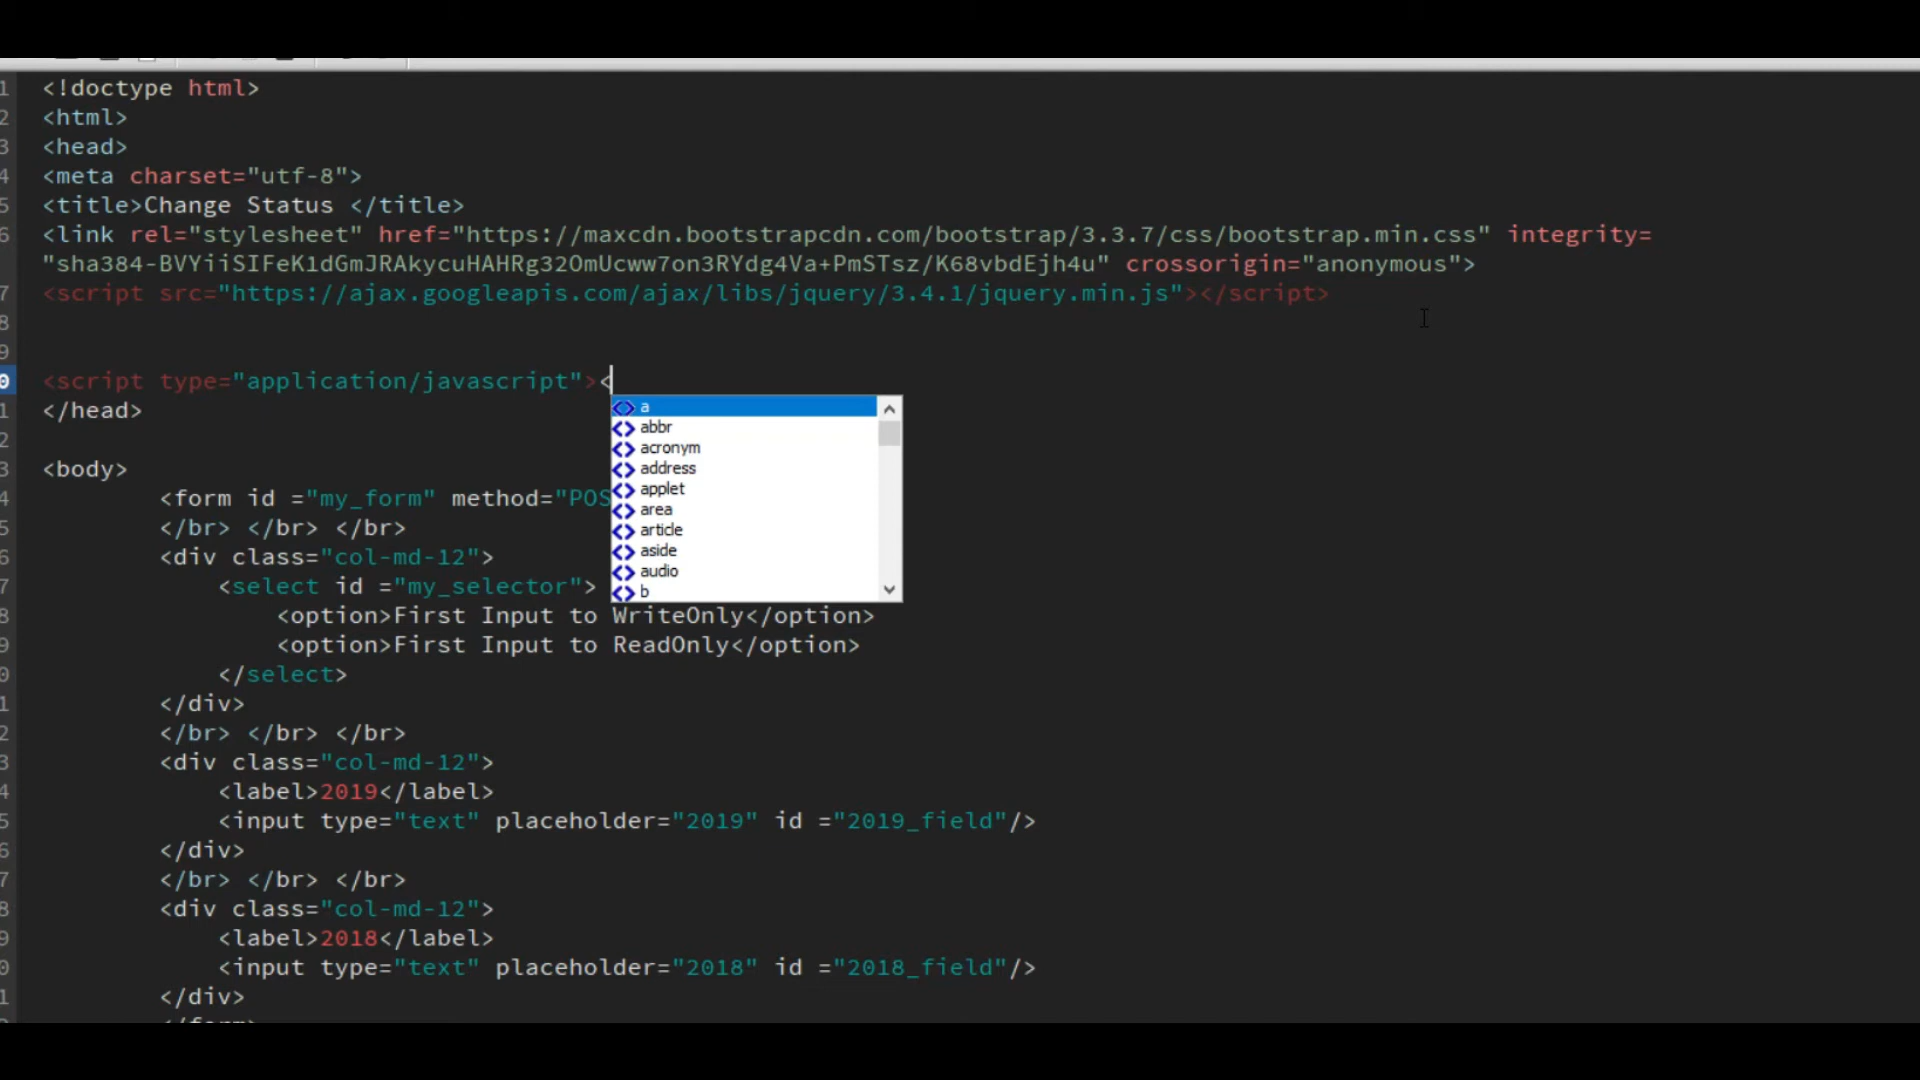 1 <!doctype html>
2 <html>
3 <head>
4 <meta charset="utf-8">
5 <title>Change Status </title>
6 <link rel="stylesheet" href="https://maxcdn.bootstrapcdn.com/bootstrap/3.3.7/css/bootstrap.min.css" integrity=
"sha384-BVYiiSIFeK1dGmJRAkycuHAHRg32OmUcww7on3RYdg4Va+PmSTsz/K68vbdEjh4u" crossorigin="anonymous">
7 <script src="https://ajax.googleapis.com/ajax/libs/jquery/3.4.1/jquery.min.js"></script>
8
9
0 <script type="application/javascript"><
1 </head>
2
3 <body>
4 <form id ="my_form" method="POS
5 </br> </br> </br>
6 <div class="col-md-12">
7 <select id ="my_selector">
8 <option>First Input to WriteOnly</option>
9 <option>First Input to ReadOnly</option>
0 </select>
1 </div>
2 </br> </br> </br>
3 <div class="col-md-12">
4 <label>2019</label>
5 <input type="text" placeholder="2019" id ="2019_field"/>
6 </div>
7 </br> </br> </br>
8 <div class="col-md-12">
9 <label>2018</label>
0 <input type="text" placeholder="2018" id ="2018_field"/>
1 </div>
a
abbr
acronym
address
applet
area
article
aside
audio
b